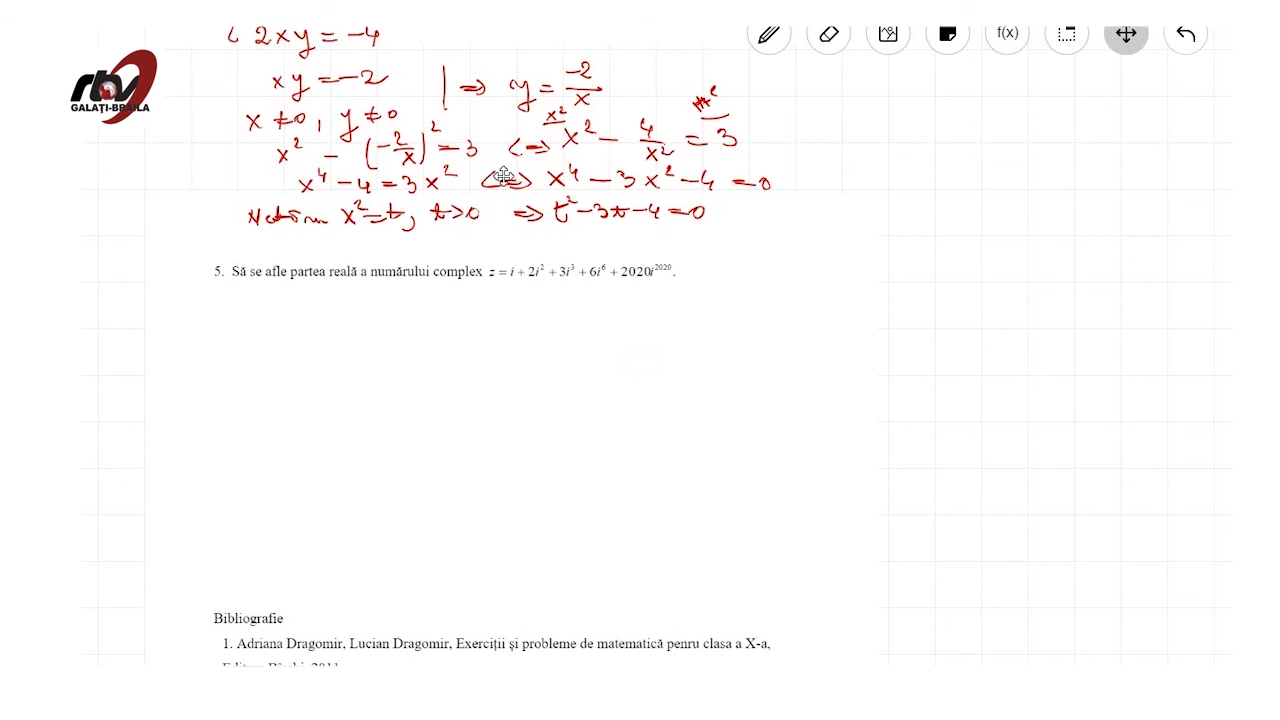 2xy = -4
rtv
GALAȚI-BRĂILA
f(x)
xy = -2 | => y = -2/x
x ≠ 0, y ≠ 0
x² - (-2/x)² = 3 <=> x² - 4/x² = 3
x⁴ - 4 = 3x² <=> x⁴ - 3x² - 4 = 0
Notăm x² = t, t > 0 => t² - 3t - 4 = 0
5. Să se afle partea reală a numărului complex z = i + 2i² + 3i³ + 6i⁶ + 2020i²⁰²⁰.
Bibliografie
1. Adriana Dragomir, Lucian Dragomir, Exerciții și probleme de matematică penru clasa a X-a,